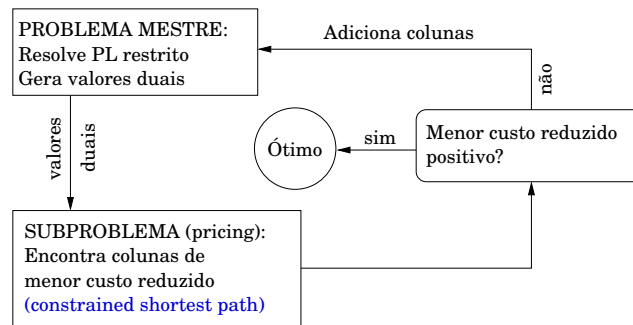 PROBLEMA MESTRE:
Resolve PL restrito
Gera valores duais
Adiciona colunas
não
valores
duais
Ótimo
sim
Menor custo reduzido
positivo?
SUBPROBLEMA (pricing):
Encontra colunas de
menor custo reduzido
(constrained shortest path)